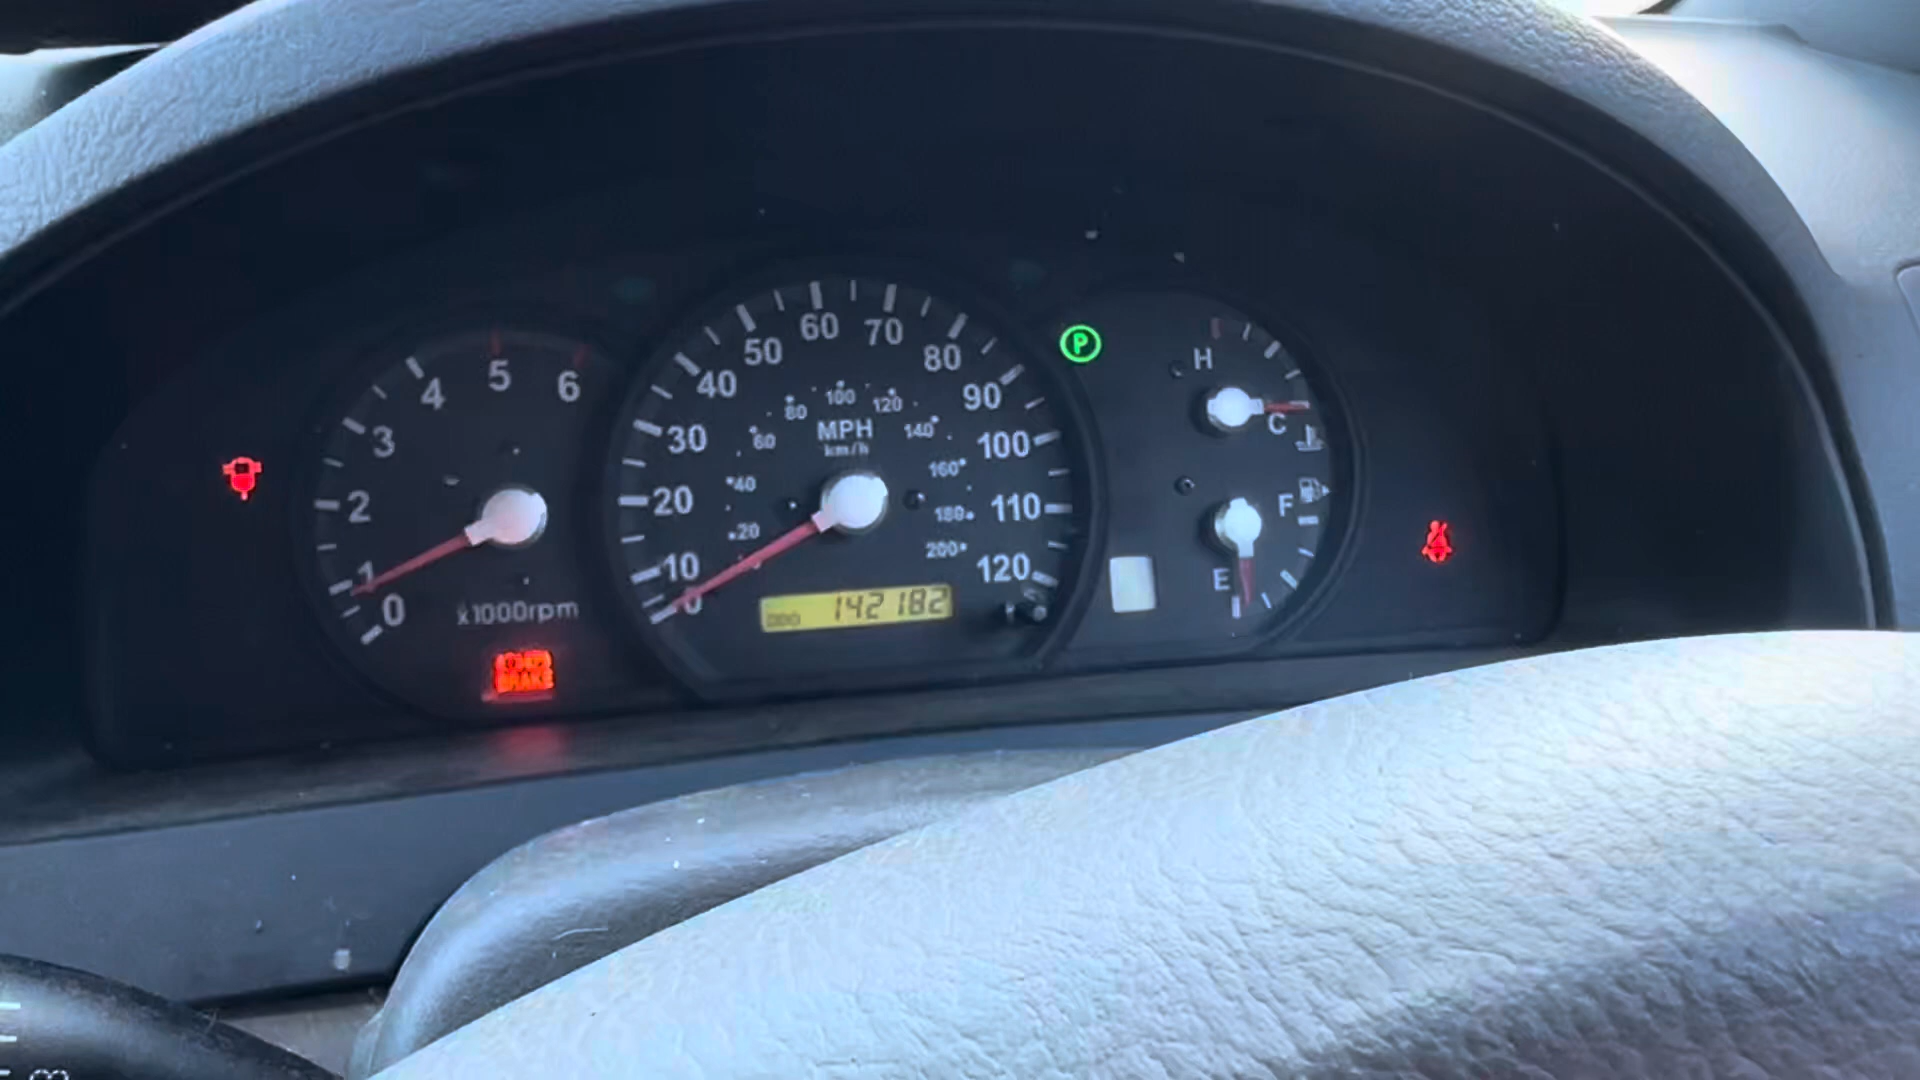 0 1 2 3 4 5 6
x1000rpm
BRAKE
0 10 20 30 40 50 60 70 80 90 100 110 120
20 40 60 80 100 120 140 160 180 200
MPH
km/h
142182
P
H
C
F
E